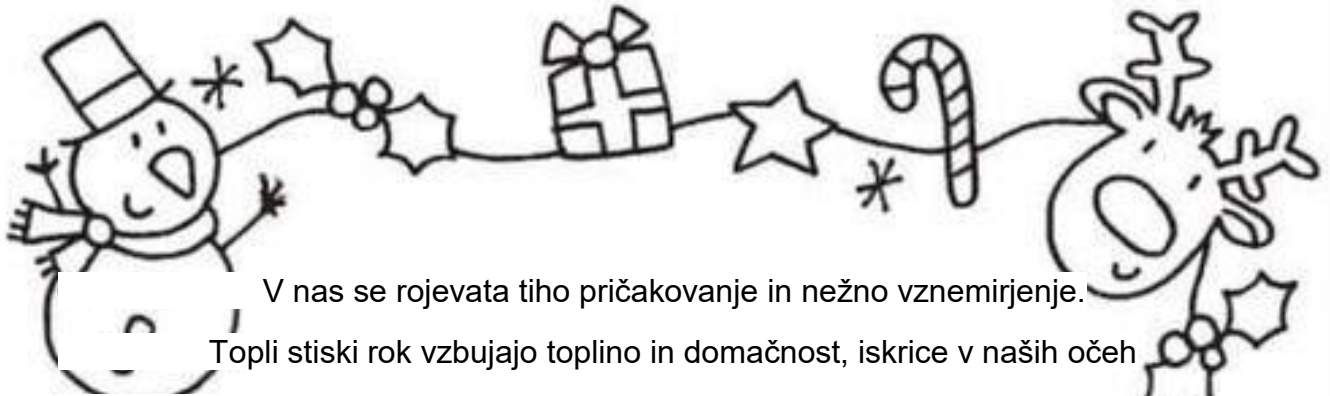 V nas se rojevata tiho pričakovanje in nežno vznemirjenje.
Topli stiski rok vzbujajo toplino in domačnost, iskrice v naših očeh